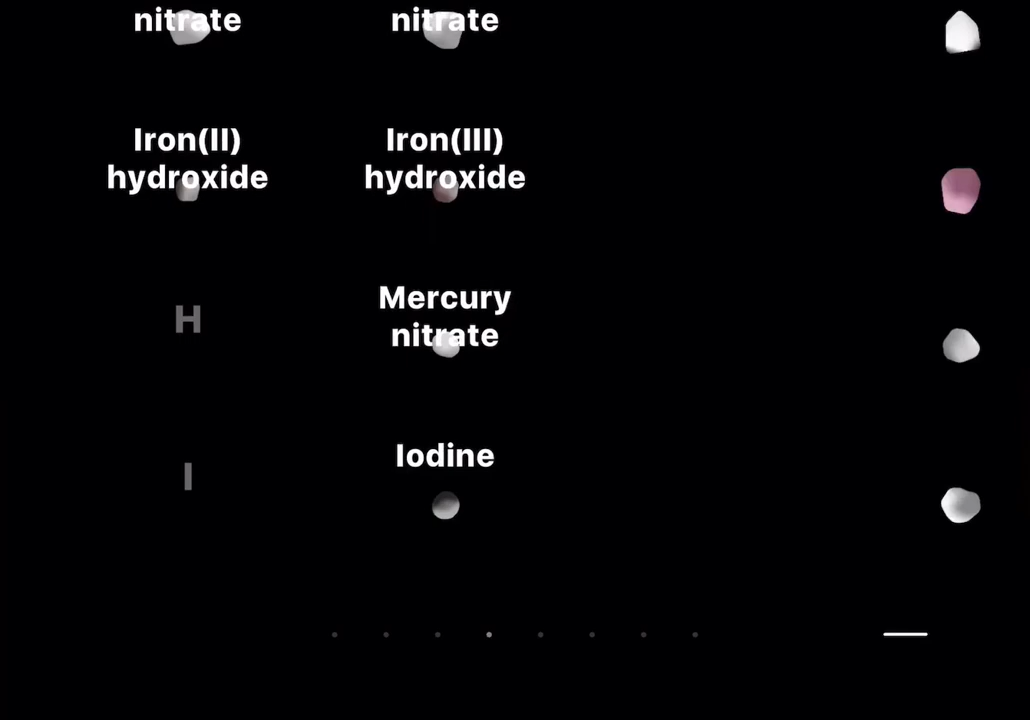 nitrate nitrate
Iron(II) Iron(III)
hydroxide hydroxide
H
Mercury
nitrate
Iodine
I